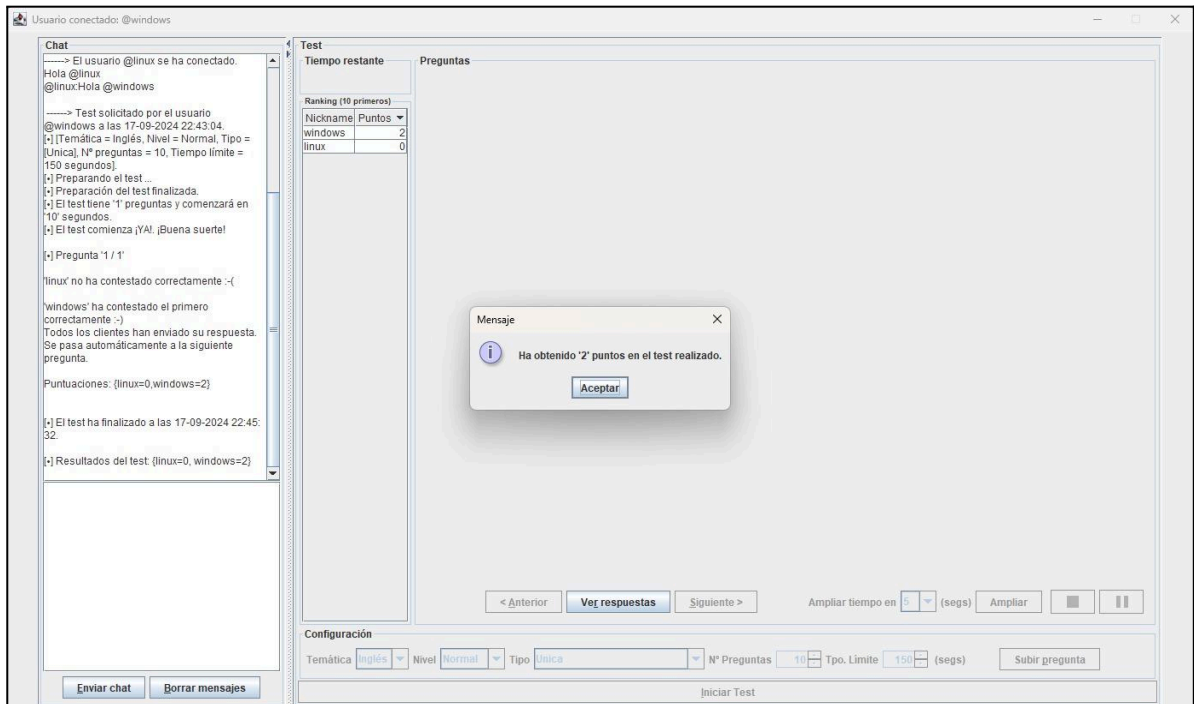 Usuario conectado: @windows
Chat
------> El usuario @linux se ha conectado.
Hola @linux
@linux:Hola @windows
------> Test solicitado por el usuario
@windows a las 17-09-2024 22:43:04.
[•] [Temática = Inglés, Nivel = Normal, Tipo =
[Unica], Nº preguntas = 10, Tiempo límite =
150 segundos].
[•] Preparando el test ...
[•] Preparación del test finalizada.
[•] El test tiene '1' preguntas y comenzará en
'10' segundos.
[•] El test comienza ¡YA!. ¡Buena suerte!
[•] Pregunta '1 / 1'
'linux' no ha contestado correctamente :-(
'windows' ha contestado el primero
correctamente :-)
Todos los clientes han enviado su respuesta.
Se pasa automáticamente a la siguiente
pregunta.
Puntuaciones: {linux=0,windows=2}
[•] El test ha finalizado a las 17-09-2024 22:45:
32.
[•] Resultados del test: {linux=0, windows=2}
Enviar chat Borrar mensajes
Test
Tiempo restante
Ranking (10 primeros)
Nickname Puntos
windows 2
linux 0
Preguntas
Mensaje
Ha obtenido '2' puntos en el test realizado.
Aceptar
< Anterior Ver respuestas Siguiente > Ampliar tiempo en 5 (segs) Ampliar
Configuración
Temática Inglés Nivel Normal Tipo Unica Nº Preguntas 10 Tpo. Limite 150 (segs) Subir pregunta
Iniciar Test